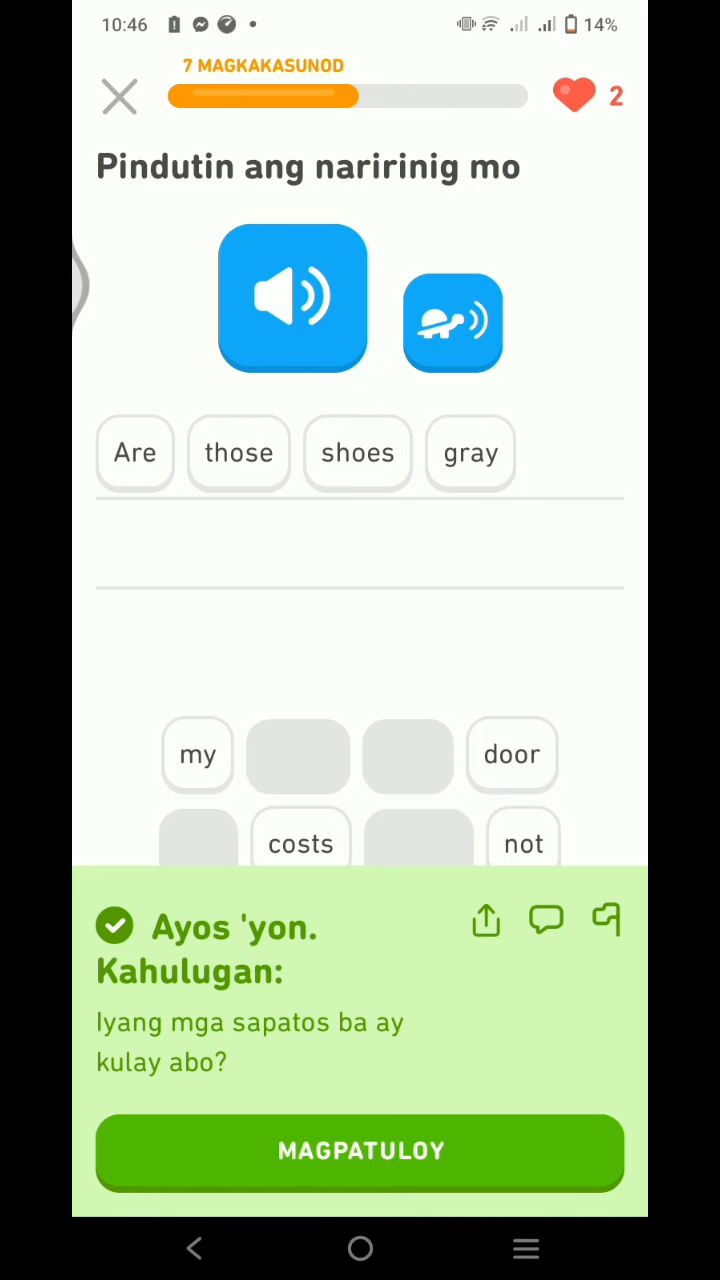 10:46 14%
7 MAGKAKASUNOD
2
Pindutin ang naririnig mo
Are those shoes gray
my door
costs not
Ayos 'yon.
Kahulugan:
Iyang mga sapatos ba ay
kulay abo?
MAGPATULOY